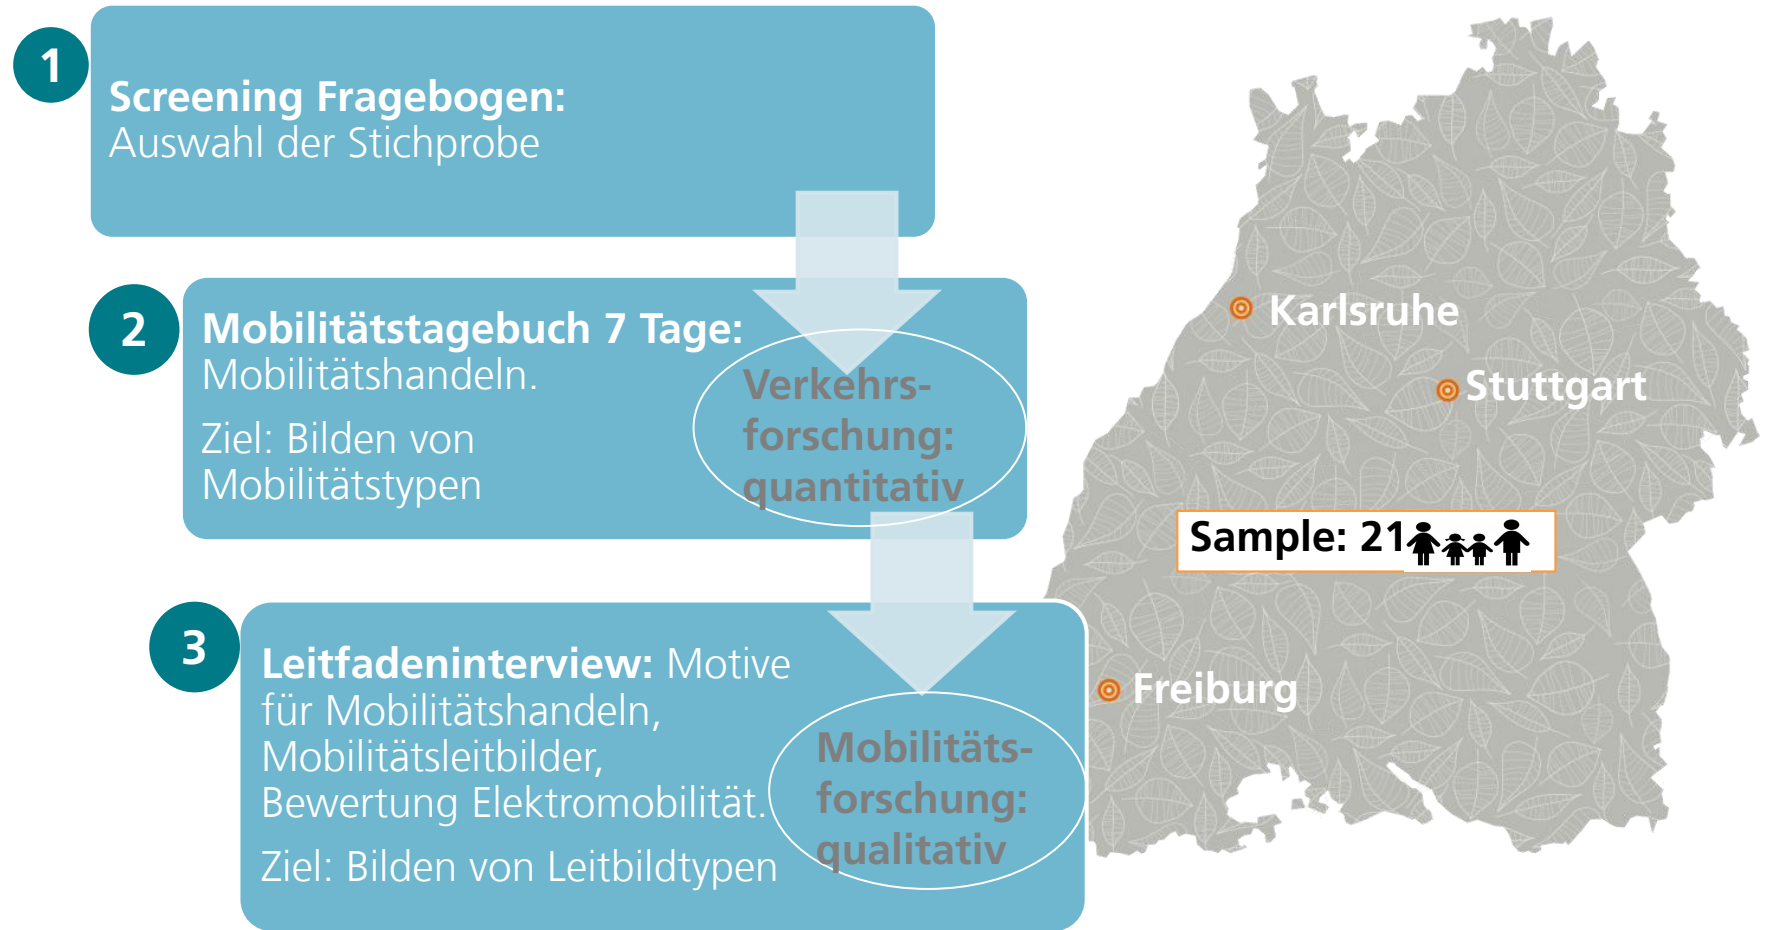 1
Screening Fragebogen:
Auswahl der Stichprobe
2
Mobilitätstagebuch 7 Tage:
Mobilitätshandeln.
Ziel: Bilden von
Mobilitätstypen
Verkehrs-
forschung:
quantitativ
3
Leitfadeninterview: Motive
für Mobilitätshandeln,
Mobilitätsleitbilder,
Bewertung Elektromobilität.
Ziel: Bilden von Leitbildtypen
Mobilitäts-
forschung:
qualitativ
Karlsruhe
Stuttgart
Sample: 21
Freiburg